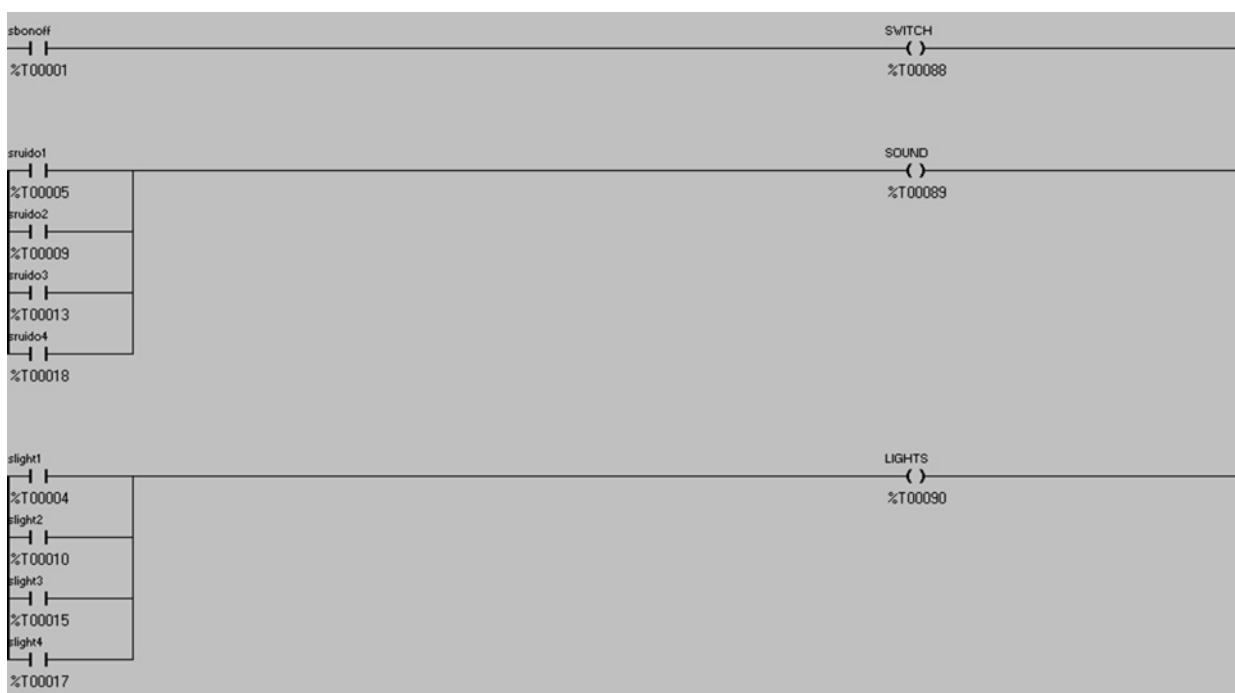 sbonoff SWITCH
%T00001 %T00088
sruido1 SOUND
%T00005 %T00089
sruido2
%T00009
sruido3
%T00013
sruido4
%T00018
slight1 LIGHTS
%T00004 %T00090
slight2
%T00010
slight3
%T00015
slight4
%T00017